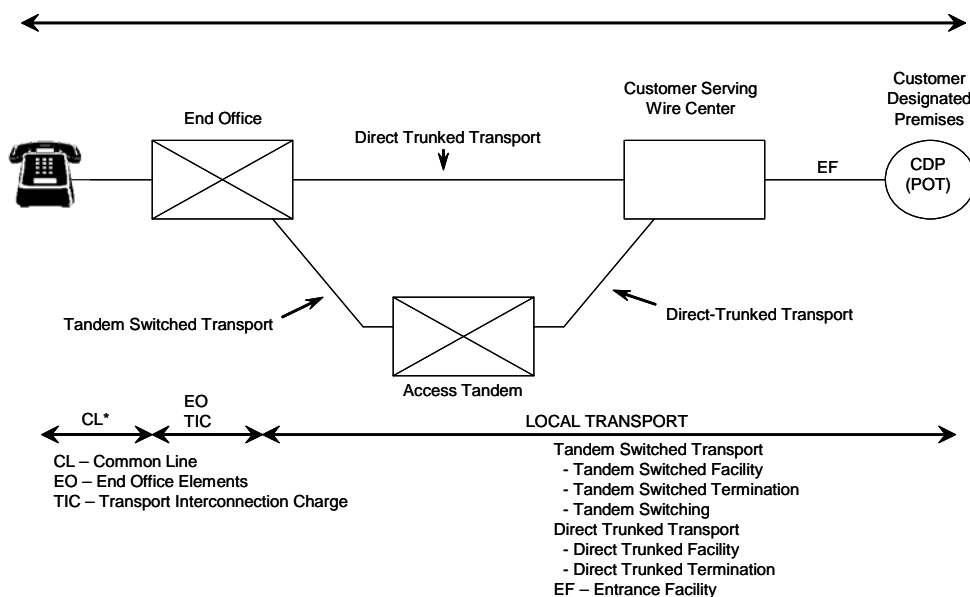 Customer
Designated
Premises
Customer Serving
Wire Center
End Office
Direct Trunked Transport
EF
CDP
(POT)
Tandem Switched Transport
Direct-Trunked Transport
Access Tandem
CL*
EO
TIC
LOCAL TRANSPORT
CL – Common Line
EO – End Office Elements
TIC – Transport Interconnection Charge
Tandem Switched Transport
- Tandem Switched Facility
- Tandem Switched Termination
- Tandem Switching
Direct Trunked Transport
- Direct Trunked Facility
- Direct Trunked Termination
EF – Entrance Facility